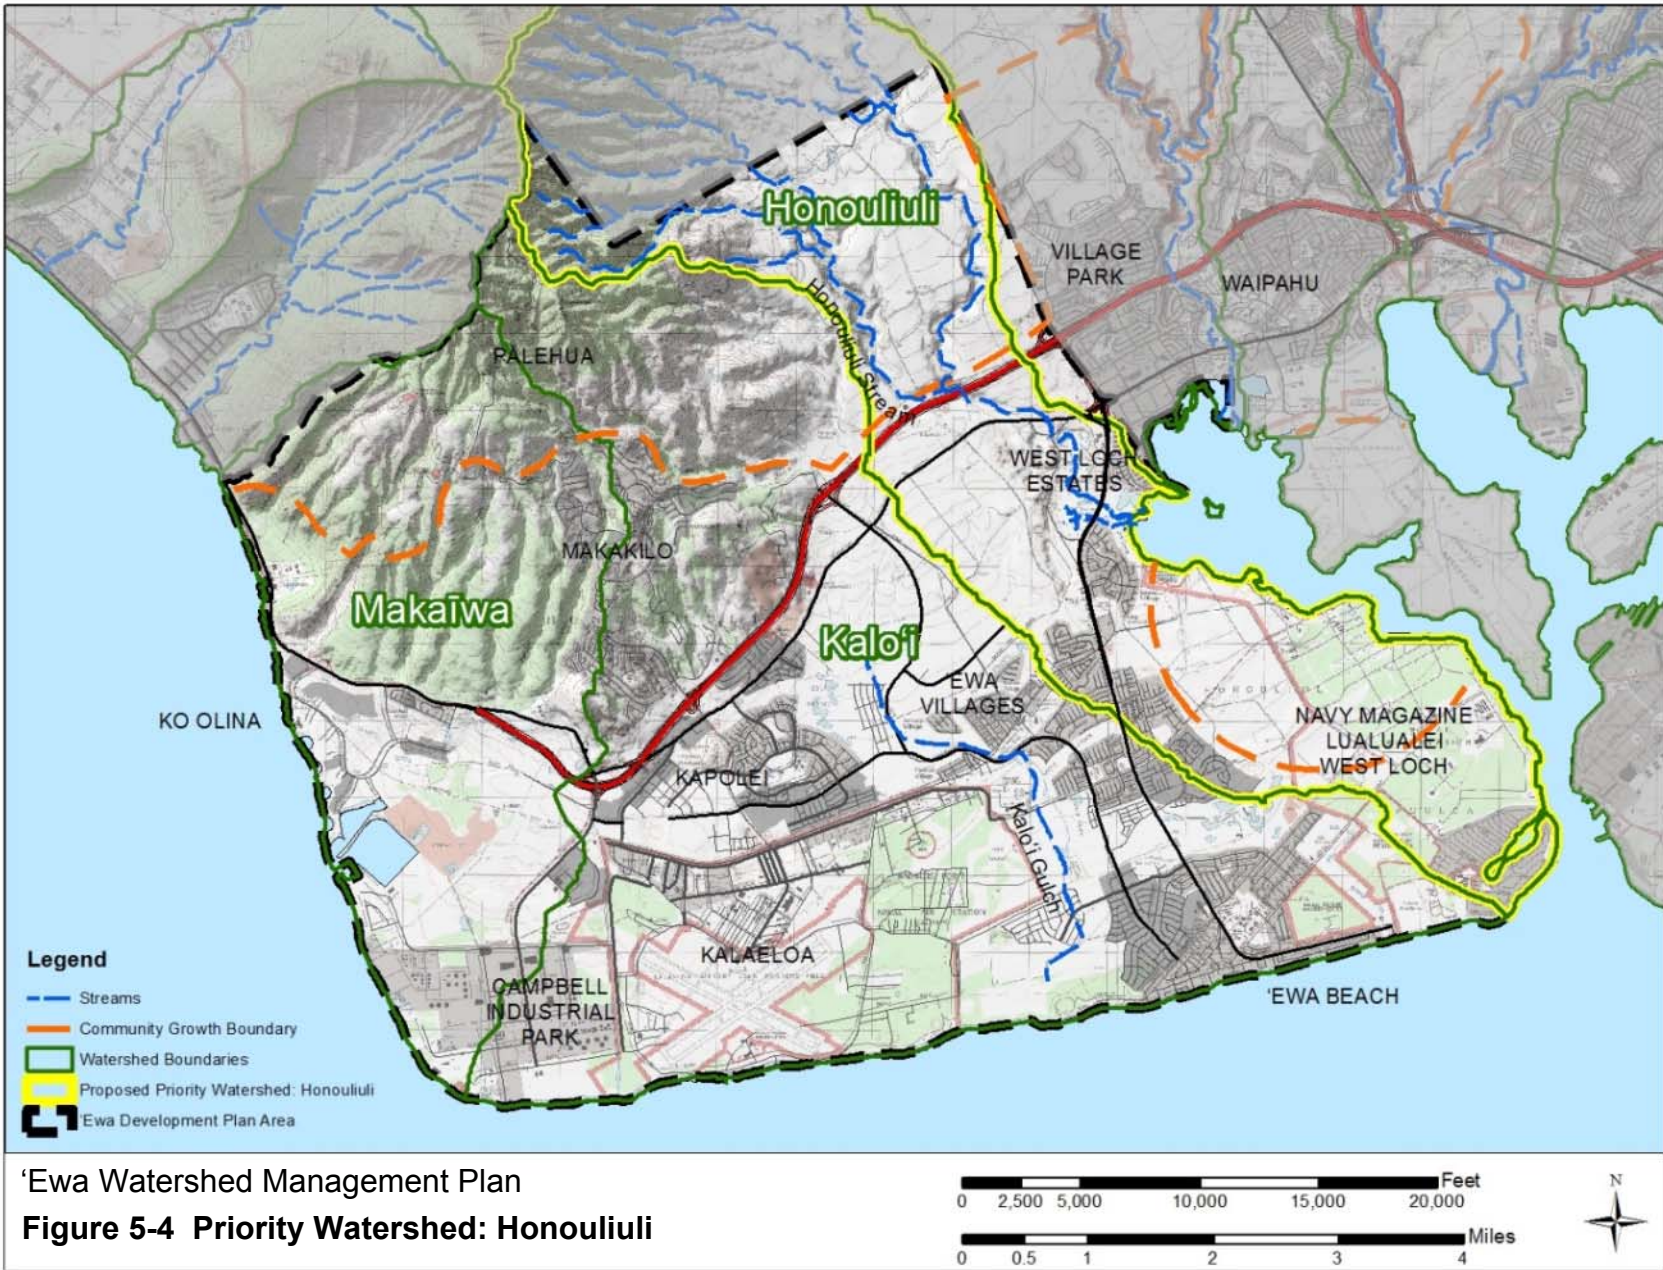 Honouliuli
VILLAGE
PARK
WAIPAHU
Honouliuli Stream
PALEHUA
WEST LOCH
ESTATES
MAKAKILO
Makaīwa
Kalo‘i
EWA
VILLAGES
KO OLINA
NAVY MAGAZINE
LUALUALEI
WEST LOCH
KAPOLEI
Kalo‘i Gulch
KALAELOA
CAMPBELL
INDUSTRIAL
PARK
‘EWA BEACH
Legend
Streams
Community Growth Boundary
Watershed Boundaries
Proposed Priority Watershed: Honouliuli
‘Ewa Development Plan Area
‘Ewa Watershed Management Plan
Figure 5-4 Priority Watershed: Honouliuli
Feet
0 2,500 5,000 10,000 15,000 20,000
Miles
0 0.5 1 2 3 4
N